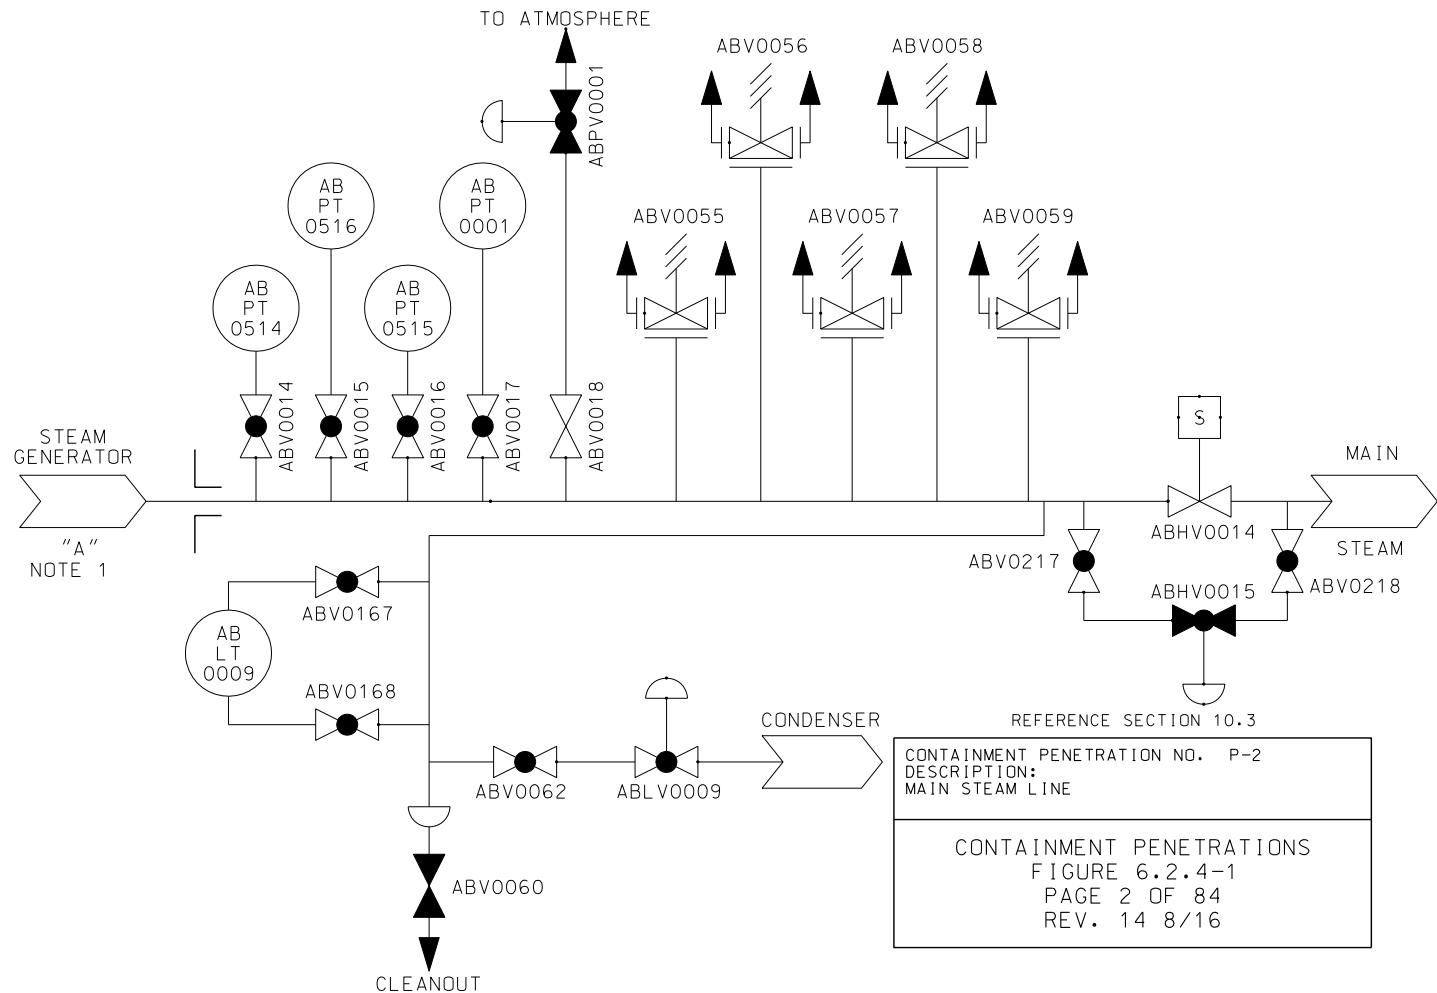 TO ATMOSPHERE
ABV0056
ABV0058
ABPV0001
AB
PT
0516
AB
PT
0001
ABV0055
ABV0057
ABV0059
AB
PT
0514
AB
PT
0515
ABV0014
ABV0015
ABV0016
ABV0017
ABV0018
S
STEAM
GENERATOR
"A"
NOTE 1
MAIN
STEAM
ABHV0014
ABV0217
ABHV0015
ABV0218
ABV0167
AB
LT
0009
ABV0168
CONDENSER
ABV0062
ABLV0009
ABV0060
CLEANOUT
REFERENCE SECTION 10.3
CONTAINMENT PENETRATION NO. P-2
DESCRIPTION:
MAIN STEAM LINE
CONTAINMENT PENETRATIONS
FIGURE 6.2.4-1
PAGE 2 OF 84
REV. 14 8/16